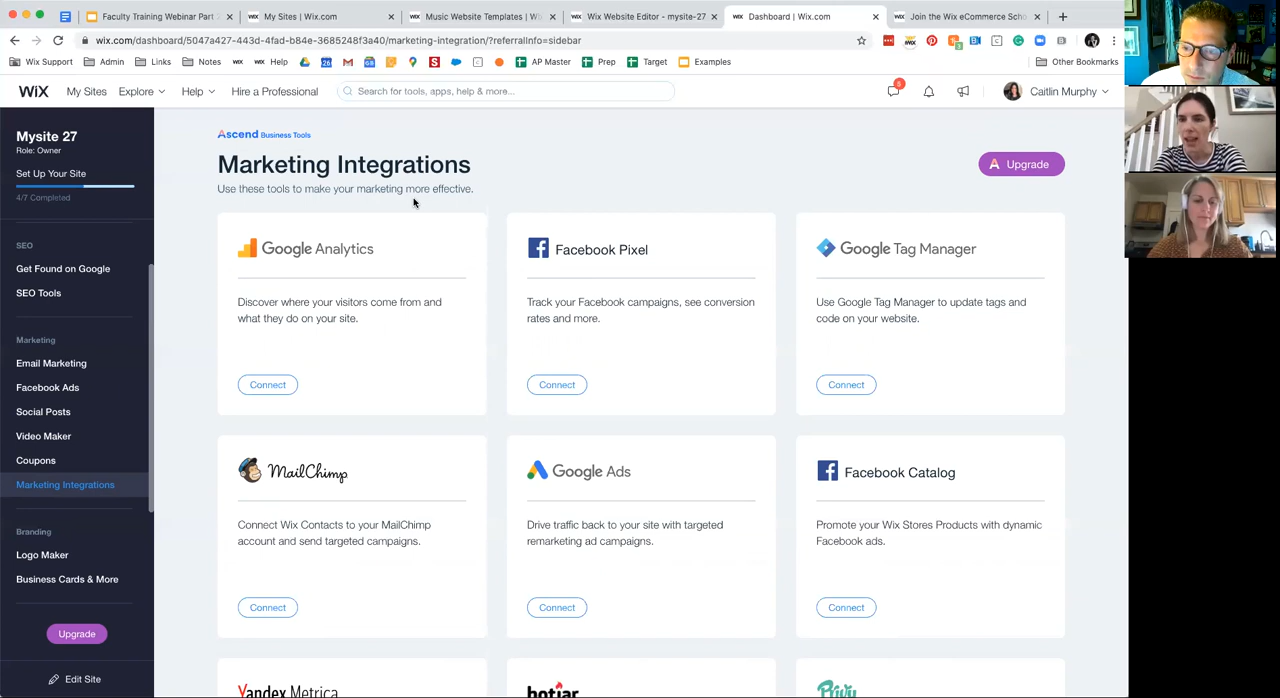 Faculty Training Webinar Part
My Sites | Wix.com
Music Website Templates | W
Wix Website Editor - mysite-27
Dashboard | Wix.com
Join the Wix eCommerce Sch
wix.com/dashboard/5047a427-443d-4fad-b84e-3685248f3a40/marketing-integration/?referralInfo=sidebar
Wix Support
Admin
Links
Notes
WIX
WIX Help
AP Master
Prep
Target
Examples
Other Bookmarks
WiX
My Sites
Explore
Help
Hire a Professional
Search for tools, apps, help & more...
Caitlin Murphy
Mysite 27
Role: Owner
Set Up Your Site
4/7 Completed
SEO
Get Found on Google
SEO Tools
Marketing
Email Marketing
Facebook Ads
Social Posts
Video Maker
Coupons
Marketing Integrations
Branding
Logo Maker
Business Cards & More
Upgrade
Edit Site
Ascend Business Tools
Marketing Integrations
Use these tools to make your marketing more effective.
Upgrade
Google Analytics
Discover where your visitors come from and
what they do on your site.
Connect
Facebook Pixel
Track your Facebook campaigns, see conversion
rates and more.
Connect
Google Tag Manager
Use Google Tag Manager to update tags and
code on your website.
Connect
MailChimp
Connect Wix Contacts to your MailChimp
account and send targeted campaigns.
Connect
Google Ads
Drive traffic back to your site with targeted
remarketing ad campaigns.
Connect
Facebook Catalog
Promote your Wix Stores Products with dynamic
Facebook ads.
Connect
Yandex Metrica
hotjar
Privy